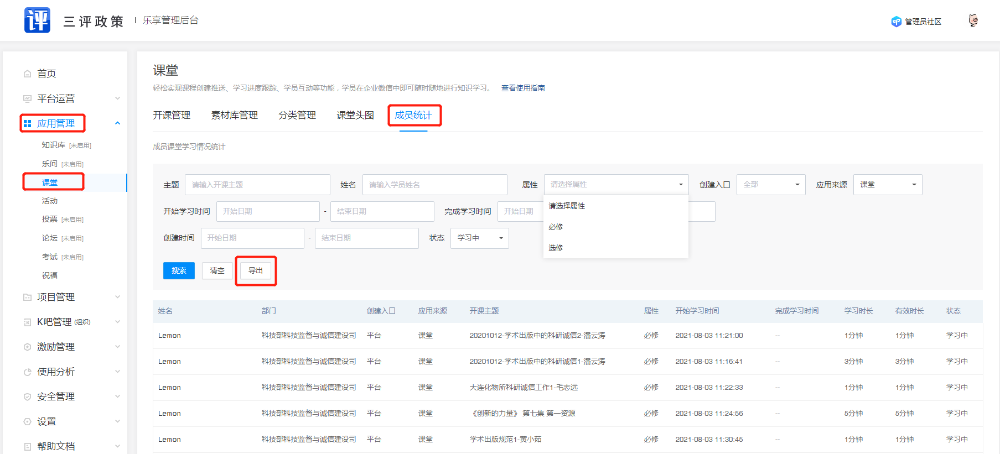 评 三评政策 | 乐享管理后台 管理员社区
首页
平台运营
应用管理
知识库 [未启用]
乐问 [未启用]
课堂
活动
投票 [未启用]
论坛 [未启用]
考试 [未启用]
祝福
项目管理
K吧管理 (组织)
激励管理
使用分析
安全管理
设置
帮助文档
课堂
轻松实现课程创建推送、学习进度跟踪、学员互动等功能，学员在企业微信中即可随时随地进行知识学习。 查看使用指南
开课管理 素材库管理 分类管理 课堂头图 成员统计
成员课堂学习情况统计
主题 请输入开课主题 姓名 请输入学员姓名 属性 请选择属性 创建入口 全部 应用来源 课堂
请选择属性
必修
选修
开始学习时间 开始日期 - 结束日期 完成学习时间 开始日期
创建时间 开始日期 - 结束日期 状态 学习中
搜索 清空 导出
姓名 部门 创建入口 应用来源 开课主题 属性 开始学习时间 完成学习时间 学习时长 有效时长 状态
Lemon 科技部科技监督与诚信建设司 平台 课堂 20201012-学术出版中的科研诚信2-潘云涛 必修 2021-08-03 11:21:00 -- 1分钟 1分钟 学习中
Lemon 科技部科技监督与诚信建设司 平台 课堂 20201012-学术出版中的科研诚信1-潘云涛 必修 2021-08-03 11:16:41 -- 3分钟 3分钟 学习中
Lemon 科技部科技监督与诚信建设司 平台 课堂 大连化物所科研诚信工作1-毛志远 必修 2021-08-03 11:22:33 -- 1分钟 1分钟 学习中
Lemon 科技部科技监督与诚信建设司 平台 课堂 《创新的力量》 第七集 第一资源 必修 2021-08-03 11:24:56 -- 5分钟 5分钟 学习中
Lemon 科技部科技监督与诚信建设司 平台 课堂 学术出版规范1-黄小茹 必修 2021-08-03 11:30:45 -- 1分钟 1分钟 学习中